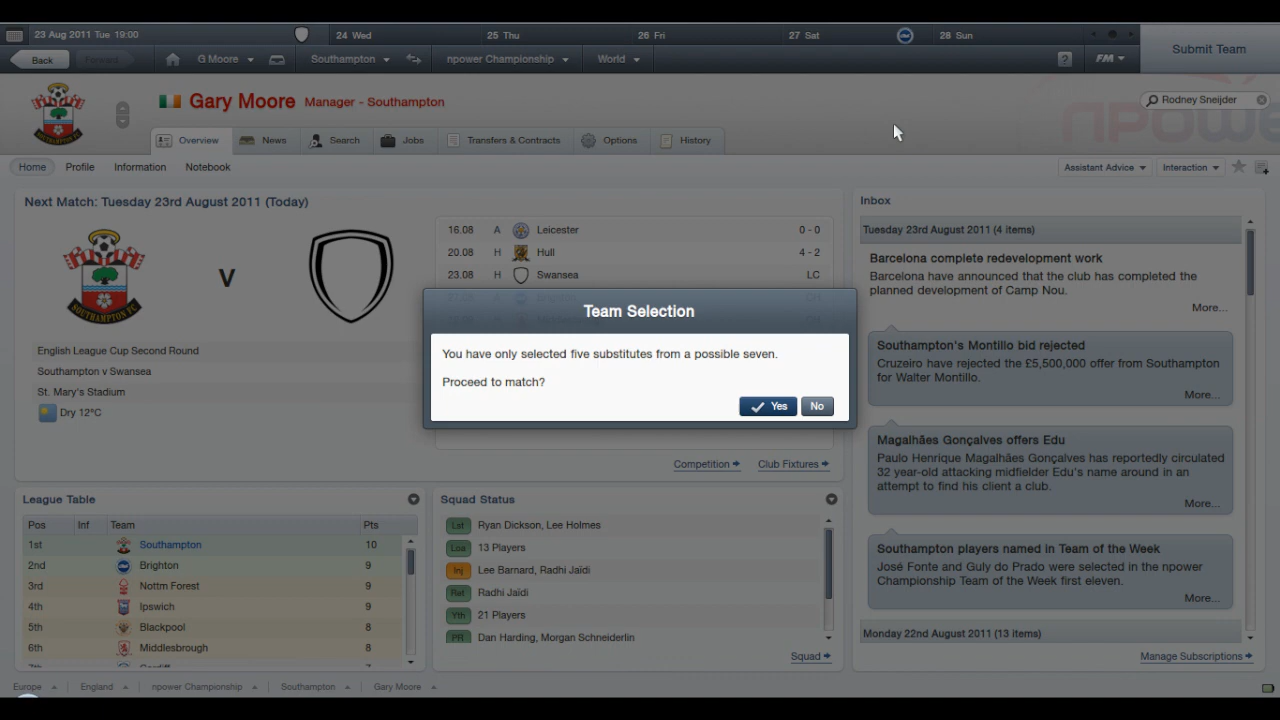 23 Aug 2011 Tue 19:00
24 Wed
25 Thu
26 Fri
27 Sat
28 Sun
Submit Team
Back
Forward
G Moore
Southampton
npower Championship
World
?
FM
Gary Moore Manager - Southampton
Rodney Sneijder
Overview
News
Search
Jobs
Transfers & Contracts
Options
History
Home
Profile
Information
Notebook
Assistant Advice
Interaction
Next Match: Tuesday 23rd August 2011 (Today)
SOUTHAMPTON FC
V
English League Cup Second Round
Southampton v Swansea
St. Mary's Stadium
Dry 12°C
16.08 A Leicester 0 - 0
20.08 H Hull 4 - 2
23.08 H Swansea LC
Competition
Club Fixtures
Team Selection
You have only selected five substitutes from a possible seven.
Proceed to match?
Yes
No
Inbox
Tuesday 23rd August 2011 (4 items)
Barcelona complete redevelopment work
Barcelona have announced that the club has completed the
planned development of Camp Nou.
More...
Southampton's Montillo bid rejected
Cruzeiro have rejected the £5,500,000 offer from Southampton
for Walter Montillo.
More...
Magalhães Gonçalves offers Edu
Paulo Henrique Magalhães Gonçalves has reportedly circulated
32 year-old attacking midfielder Edu's name around in an
attempt to find his client a club.
More...
Southampton players named in Team of the Week
José Fonte and Guly do Prado were selected in the npower
Championship Team of the Week first eleven.
More...
Monday 22nd August 2011 (13 items)
Manage Subscriptions
League Table
Pos Inf Team Pts
1st Southampton 10
2nd Brighton 9
3rd Nottm Forest 9
4th Ipswich 9
5th Blackpool 8
6th Middlesbrough 8
7th Cardiff 7
Squad Status
Lst Ryan Dickson, Lee Holmes
Loa 13 Players
Inj Lee Barnard, Radhi Jaïdi
Ret Radhi Jaïdi
Yth 21 Players
PR Dan Harding, Morgan Schneiderlin
Squad
Europe
England
npower Championship
Southampton
Gary Moore